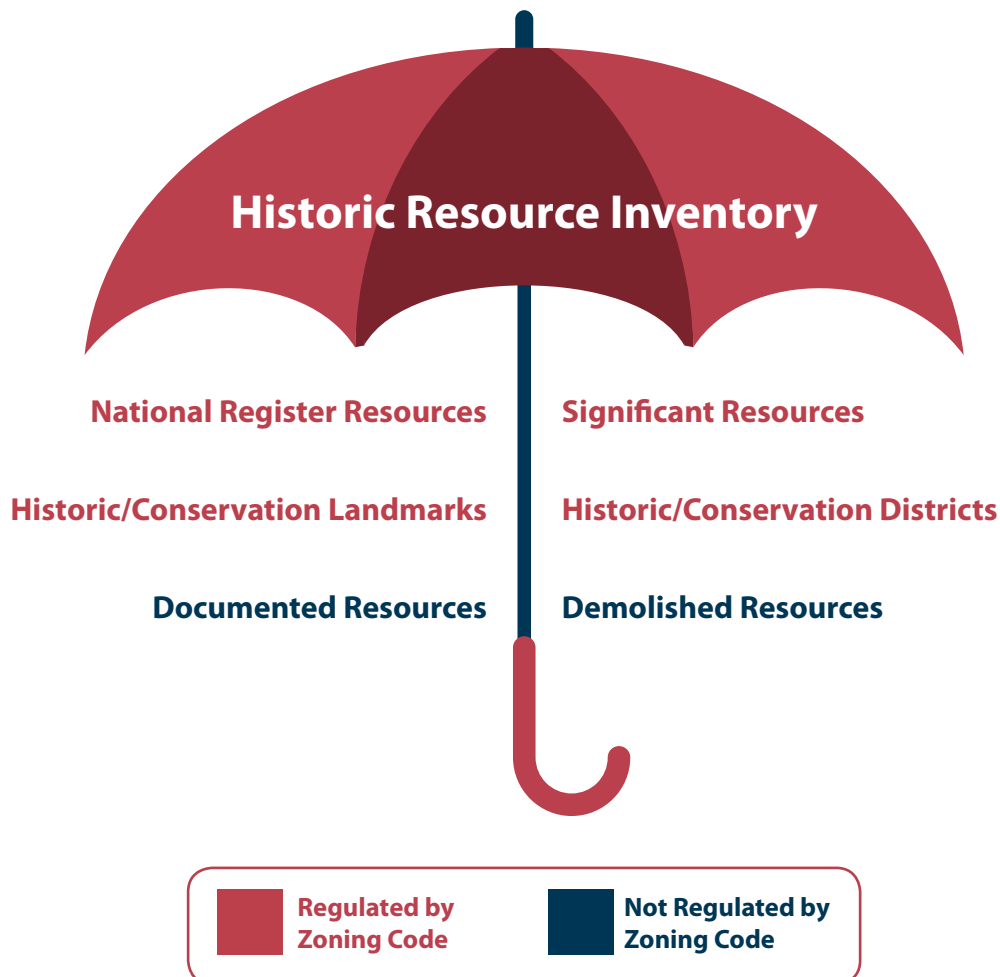 Historic Resource Inventory
National Register Resources
Significant Resources
Historic/Conservation Landmarks
Historic/Conservation Districts
Documented Resources
Demolished Resources
Regulated by
Zoning Code
Not Regulated by
Zoning Code